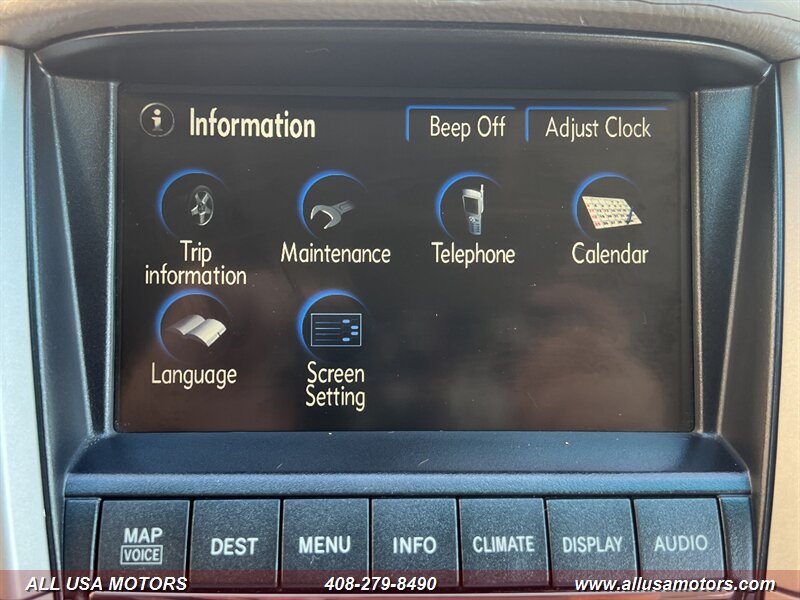 i Information
Beep Off
Adjust Clock
Trip
information
Maintenance
Telephone
Calendar
Language
Screen
Setting
MAP
VOICE
DEST
MENU
INFO
CLIMATE
DISPLAY
AUDIO
ALL USA MOTORS
408-279-8490
www.allusamotors.com